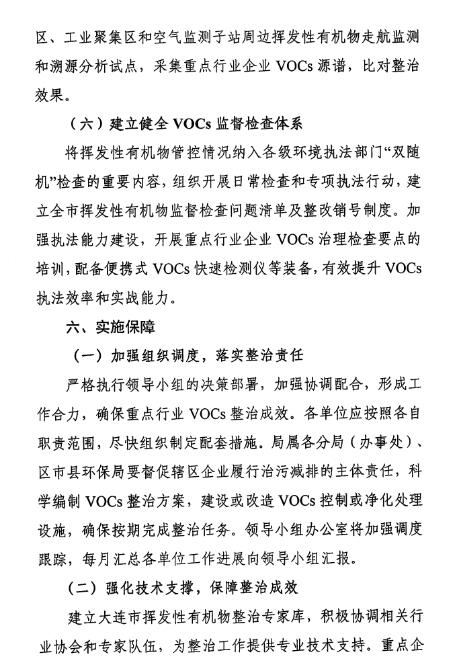 区、工业聚集区和空气监测子站周边挥发性有机物走航监测
和溯源分析试点，采集重点行业企业 VOCs 源谱，比对整治
效果。
（六）建立健全 VOCs 监督检查体系
将挥发性有机物管控情况纳入各级环境执法部门“双随
机”检查的重要内容，组织开展日常检查和专项执法行动，建
立全市挥发性有机物监督检查问题清单及整改销号制度。加
强执法能力建设，开展重点行业企业 VOCs 治理检查要点的
培训，配备便携式 VOCs 快速检测仪等装备，有效提升 VOCs
执法效率和实战能力。
六、实施保障
（一）加强组织调度，落实整治责任
严格执行领导小组的决策部署，加强协调配合，形成工
作合力，确保重点行业 VOCs 整治成效。各单位应按照各自
职责范围，尽快组织制定配套措施。局属各分局（办事处）、
区市县环保局要督促辖区企业履行治污减排的主体责任，科
学编制 VOCs 整治方案，建设或改造 VOCs 控制或净化处理
设施，确保按期完成整治任务。领导小组办公室将加强调度
跟踪，每月汇总各单位工作进展向领导小组汇报。
（二）强化技术支撑，保障整治成效
建立大连市挥发性有机物整治专家库，积极协调相关行
业协会和专家队伍，为整治工作提供专业技术支持。重点企